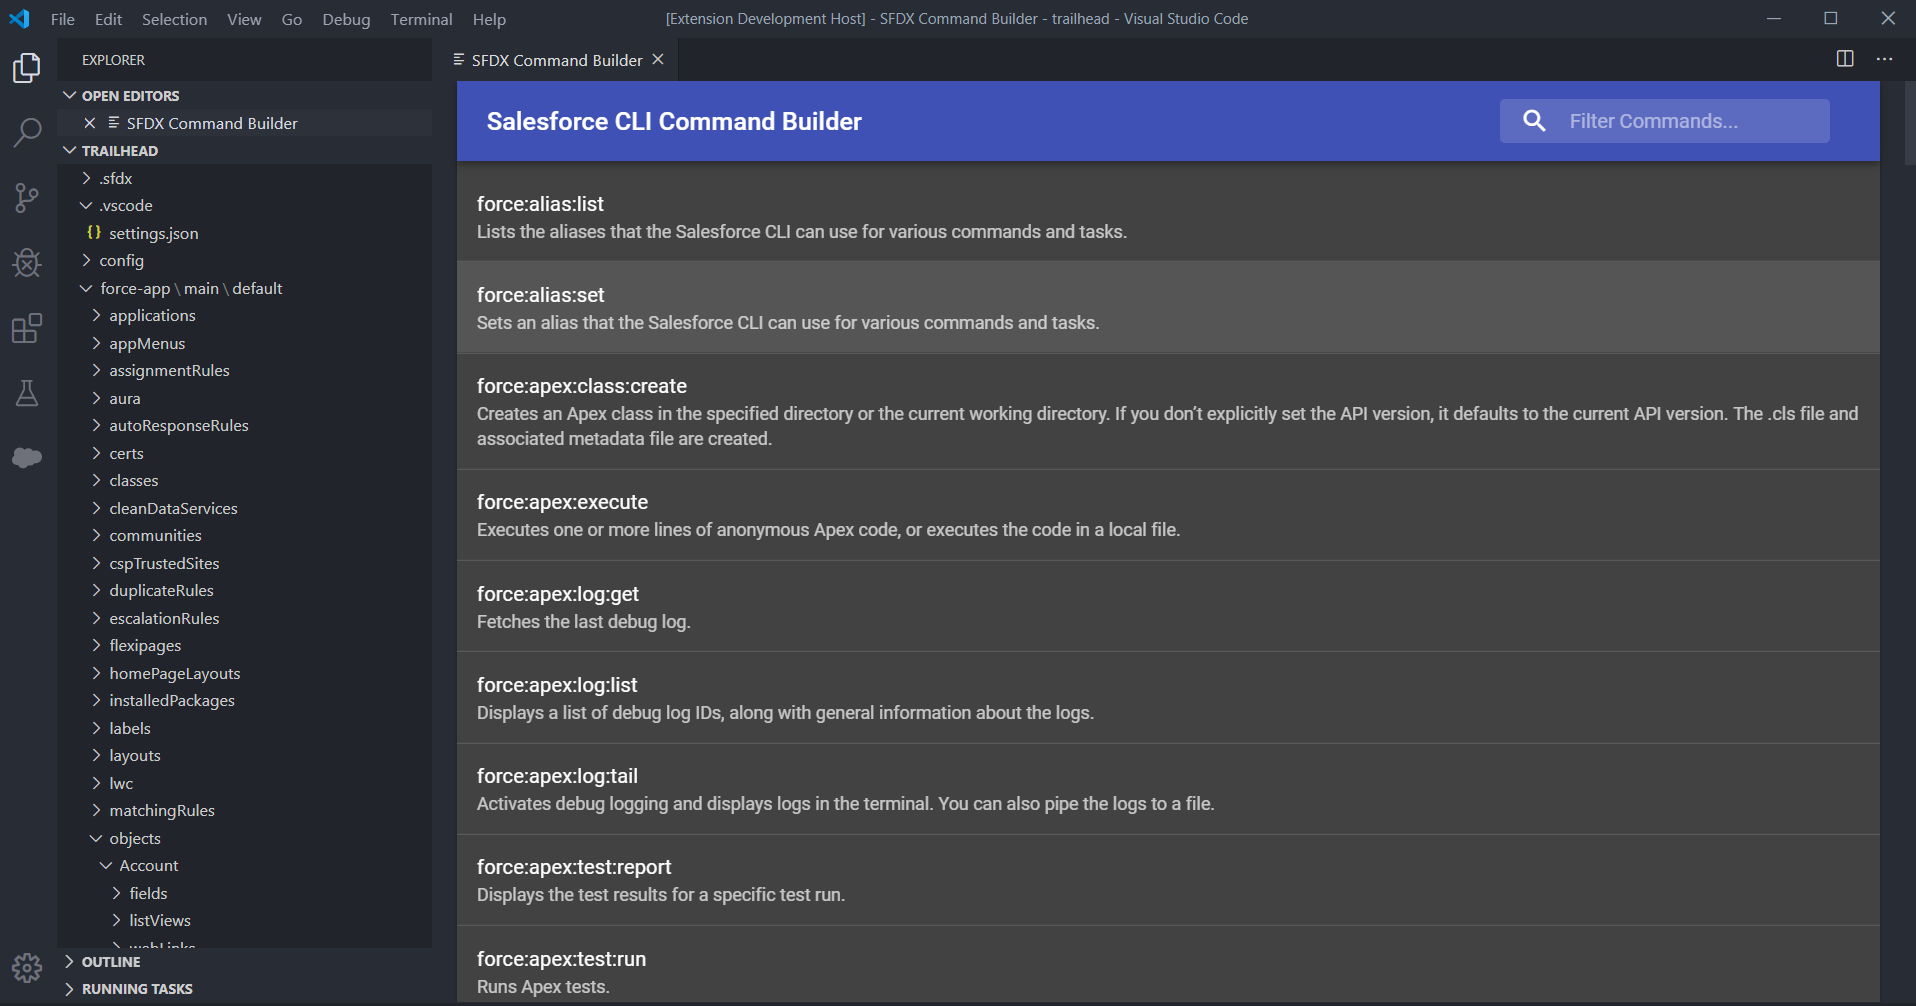 File Edit Selection View Go Debug Terminal Help
[Extension Development Host] - SFDX Command Builder - trailhead - Visual Studio Code
EXPLORER
OPEN EDITORS
SFDX Command Builder
TRAILHEAD
.sfdx
.vscode
{} settings.json
config
force-app \ main \ default
applications
appMenus
assignmentRules
aura
autoResponseRules
certs
classes
cleanDataServices
communities
cspTrustedSites
duplicateRules
escalationRules
flexipages
homePageLayouts
installedPackages
labels
layouts
lwc
matchingRules
objects
Account
fields
listViews
webLinks
OUTLINE
RUNNING TASKS
SFDX Command Builder
Salesforce CLI Command Builder
Filter Commands...
force:alias:list
Lists the aliases that the Salesforce CLI can use for various commands and tasks.
force:alias:set
Sets an alias that the Salesforce CLI can use for various commands and tasks.
force:apex:class:create
Creates an Apex class in the specified directory or the current working directory. If you don’t explicitly set the API version, it defaults to the current API version. The .cls file and
associated metadata file are created.
force:apex:execute
Executes one or more lines of anonymous Apex code, or executes the code in a local file.
force:apex:log:get
Fetches the last debug log.
force:apex:log:list
Displays a list of debug log IDs, along with general information about the logs.
force:apex:log:tail
Activates debug logging and displays logs in the terminal. You can also pipe the logs to a file.
force:apex:test:report
Displays the test results for a specific test run.
force:apex:test:run
Runs Apex tests.